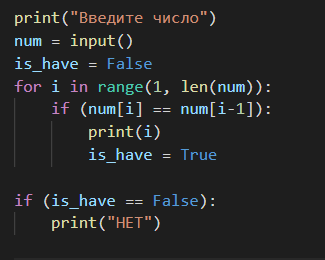 print("Введите число")
num = input()
is_have = False
for i in range(1, len(num)):
    if (num[i] == num[i-1]):
        print(i)
        is_have = True

if (is_have == False):
    print("НЕТ")